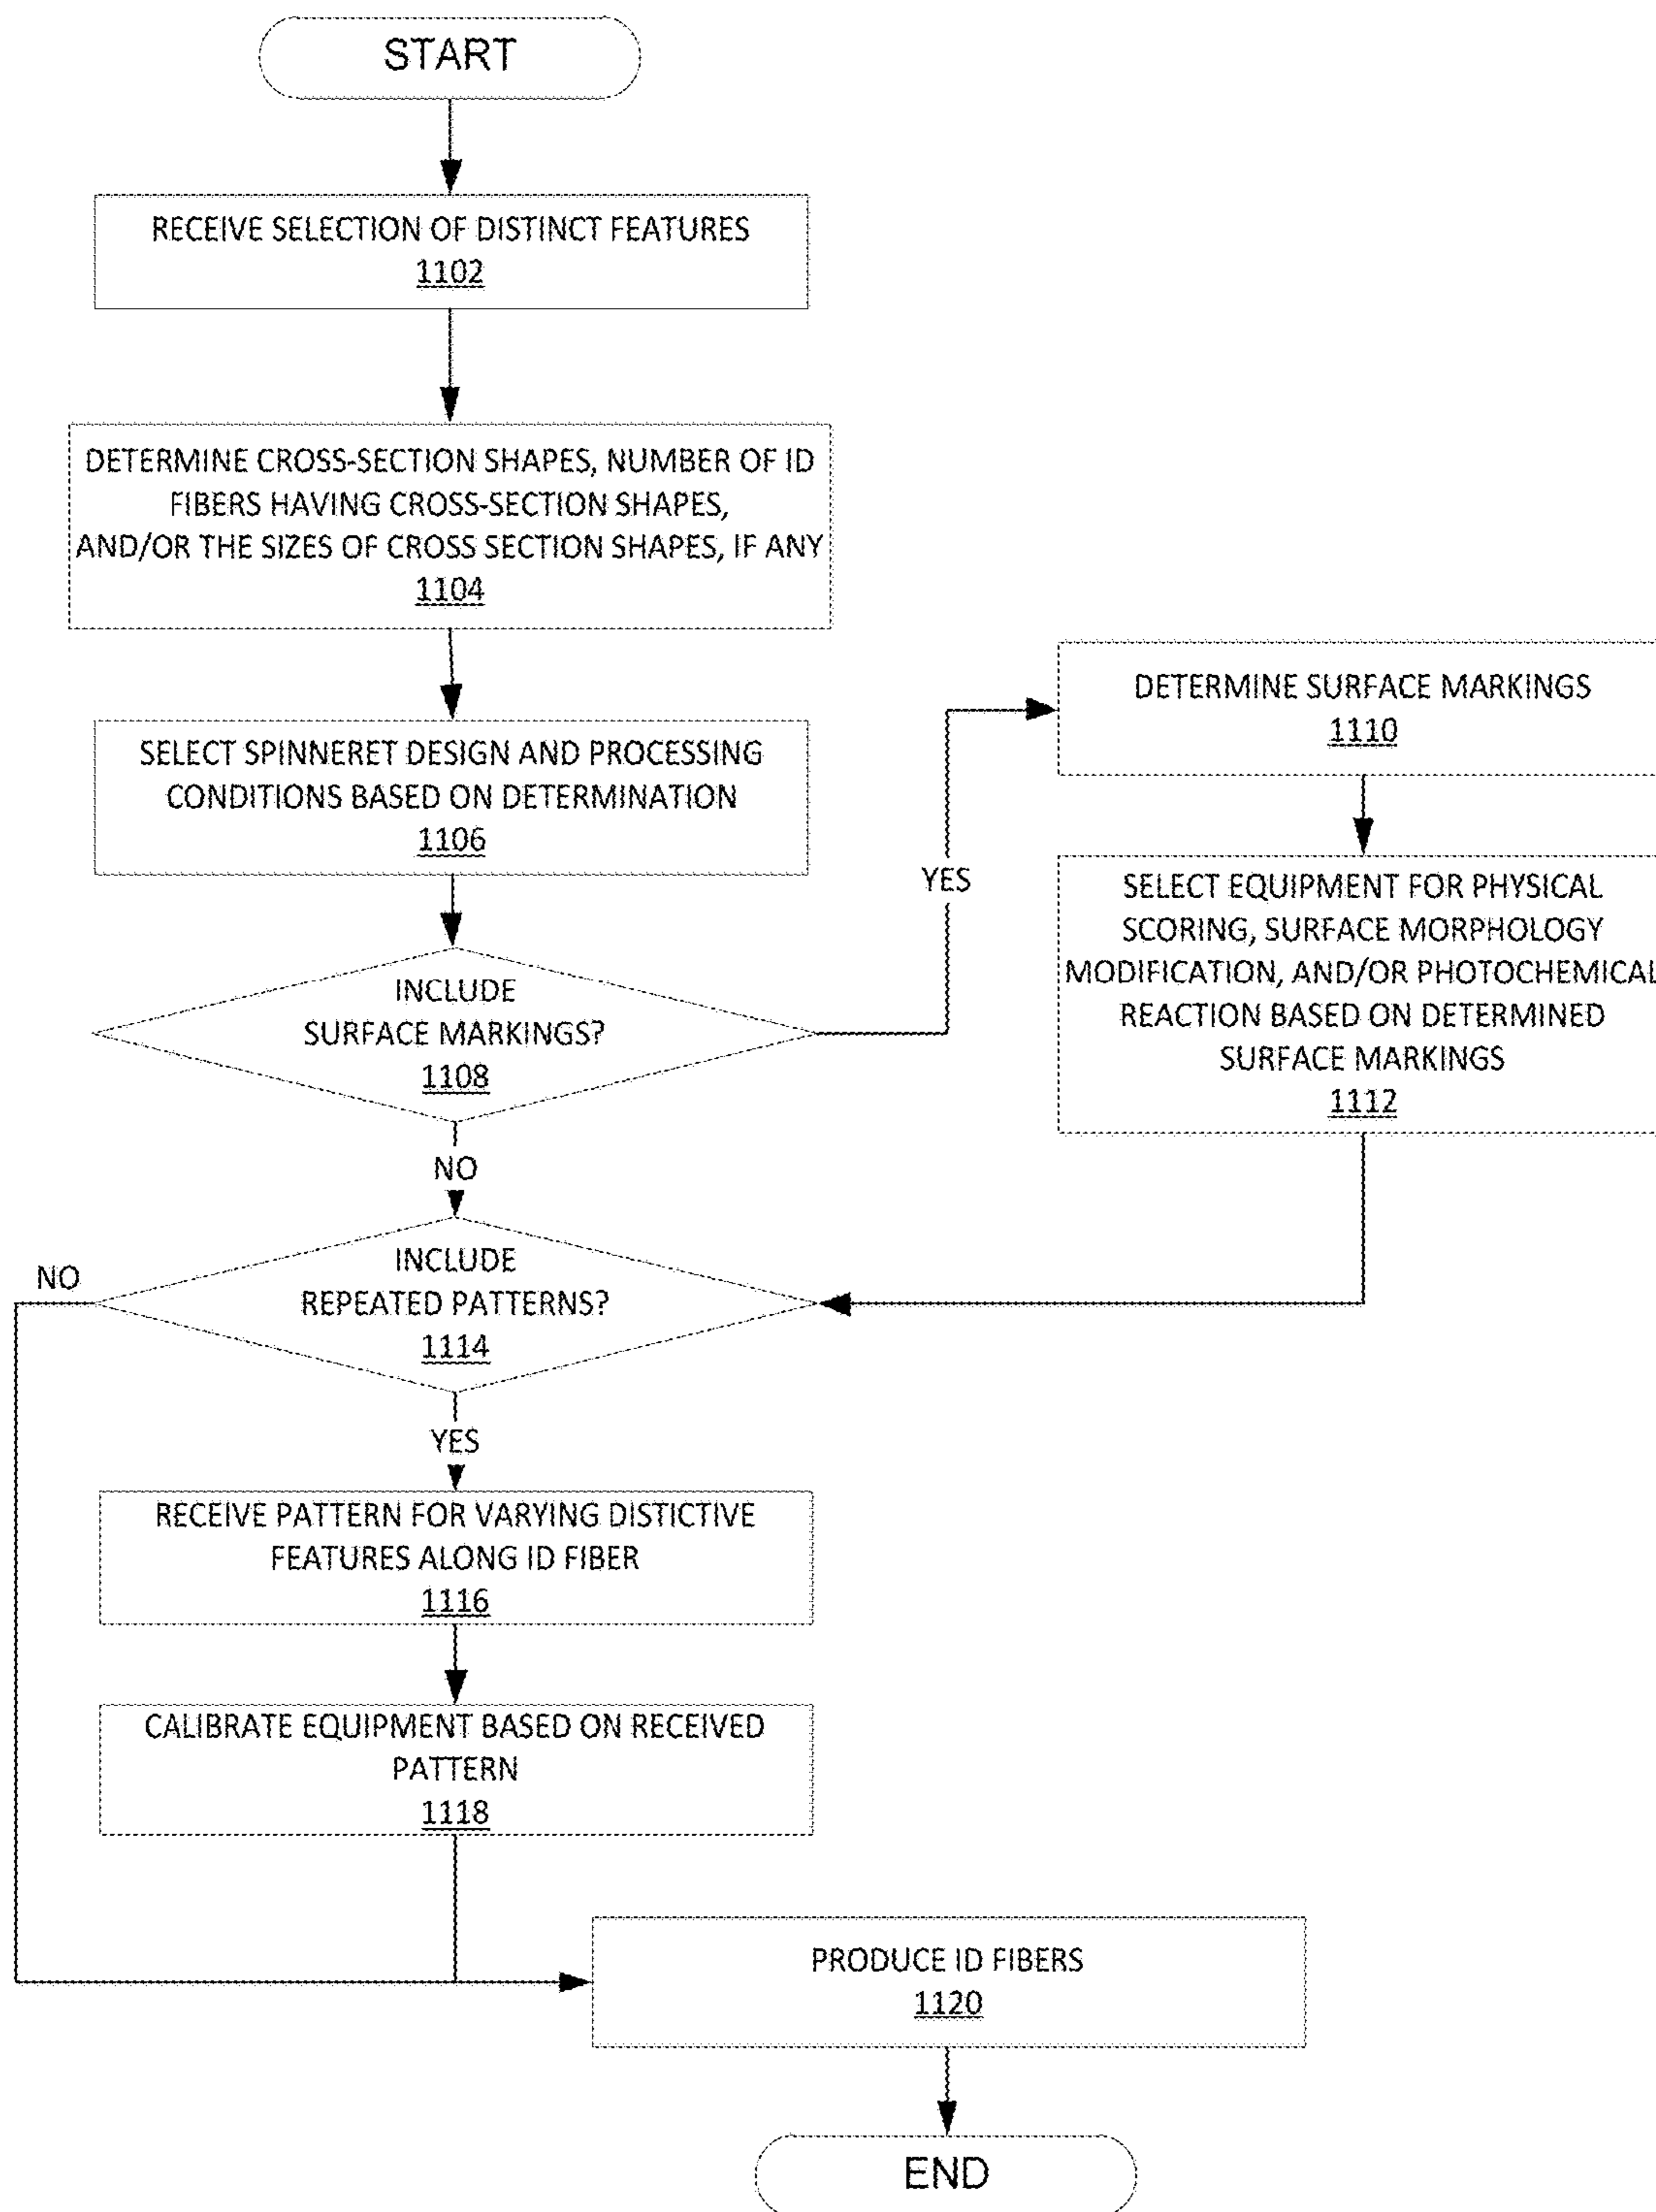 START
RECEIVE SELECTION OF DISTINCT FEATURES
1102
DETERMINE CROSS-SECTION SHAPES, NUMBER OF ID
FIBERS HAVING CROSS-SECTION SHAPES,
AND/OR THE SIZES OF CROSS SECTION SHAPES, IF ANY
1104
SELECT SPINNERET DESIGN AND PROCESSING
CONDITIONS BASED ON DETERMINATION
1106
INCLUDE
SURFACE MARKINGS?
1108
YES
DETERMINE SURFACE MARKINGS
1110
SELECT EQUIPMENT FOR PHYSICAL
SCORING, SURFACE MORPHOLOGY
MODIFICATION, AND/OR PHOTOCHEMICAL
REACTION BASED ON DETERMINED
SURFACE MARKINGS
1112
NO
INCLUDE
REPEATED PATTERNS?
1114
NO
YES
RECEIVE PATTERN FOR VARYING DISTICTIVE
FEATURES ALONG ID FIBER
1116
CALIBRATE EQUIPMENT BASED ON RECEIVED
PATTERN
1118
PRODUCE ID FIBERS
1120
END